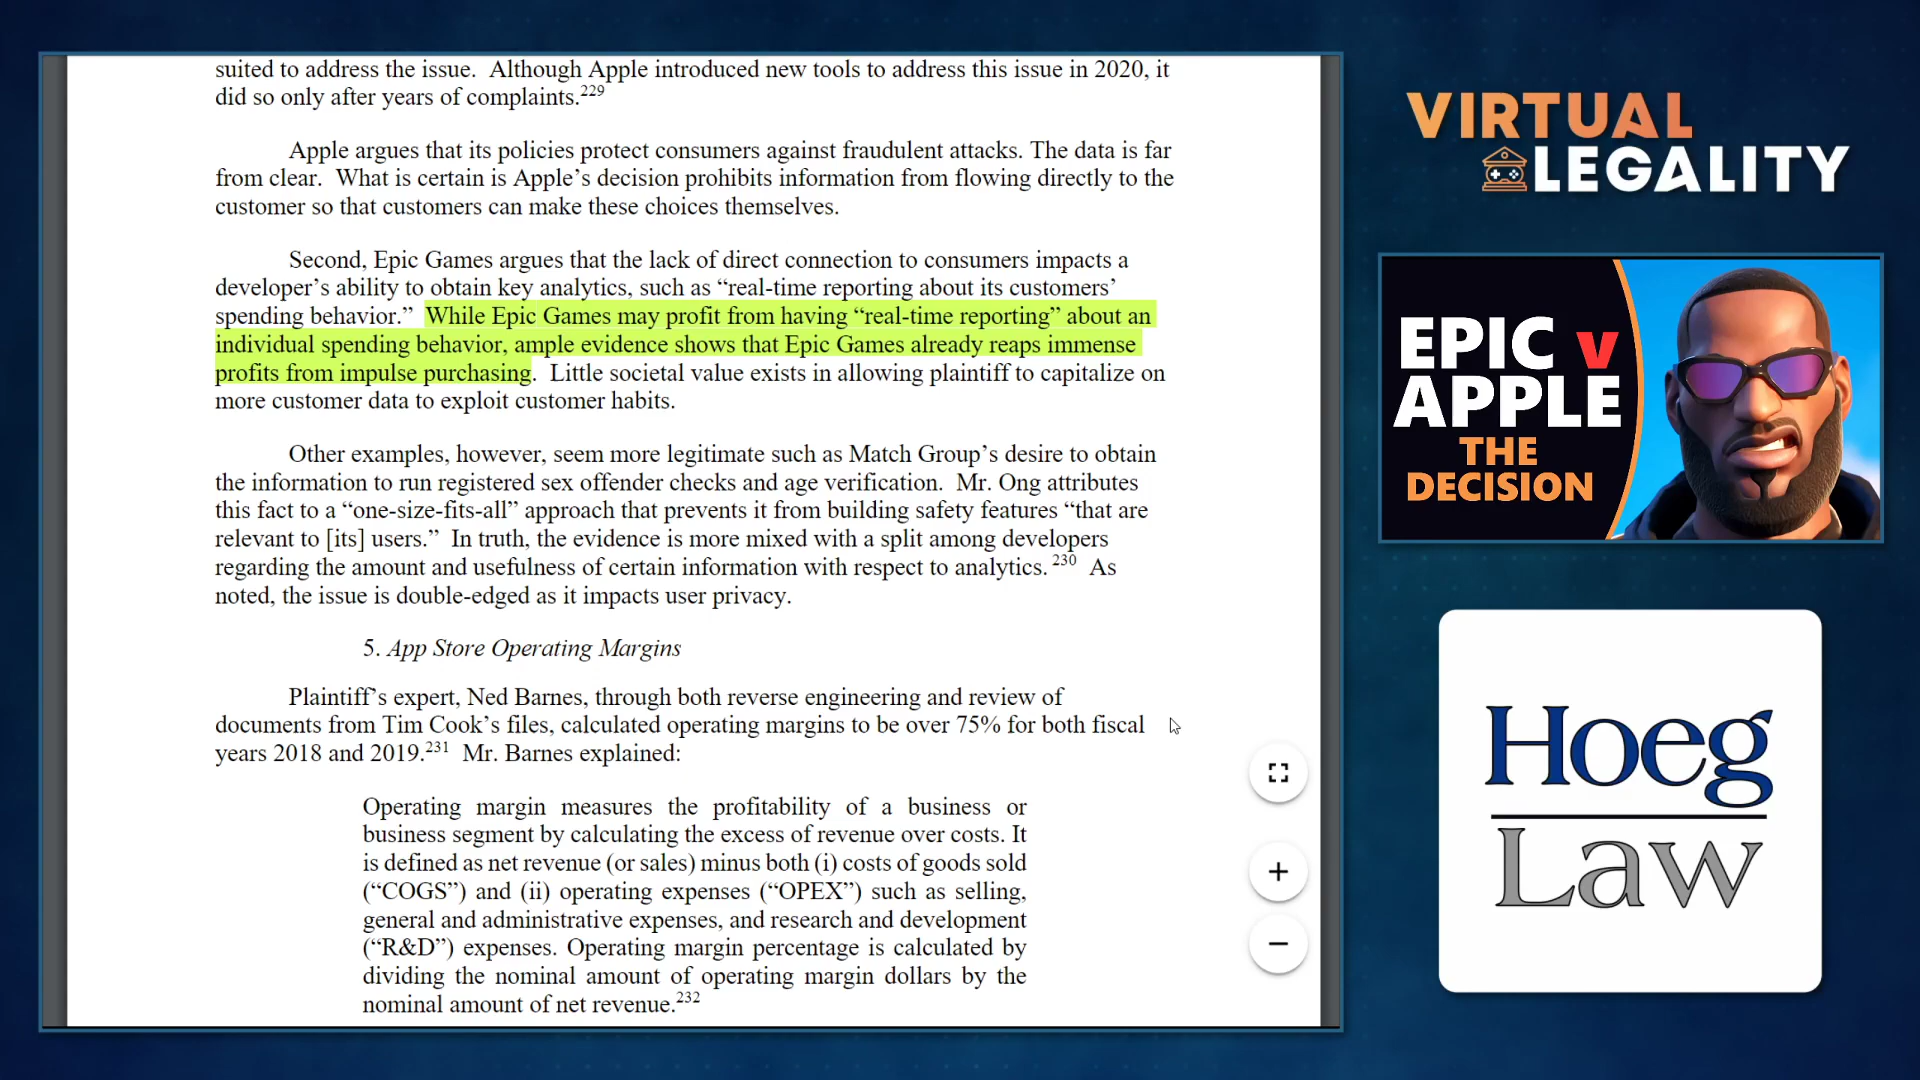 suited to address the issue.  Although Apple introduced new tools to address this issue in 2020, it
did so only after years of complaints.229
Apple argues that its policies protect consumers against fraudulent attacks. The data is far
from clear.  What is certain is Apple’s decision prohibits information from flowing directly to the
customer so that customers can make these choices themselves.
Second, Epic Games argues that the lack of direct connection to consumers impacts a
developer’s ability to obtain key analytics, such as “real-time reporting about its customers’
spending behavior.”  While Epic Games may profit from having “real-time reporting” about an
individual spending behavior, ample evidence shows that Epic Games already reaps immense
profits from impulse purchasing.  Little societal value exists in allowing plaintiff to capitalize on
more customer data to exploit customer habits.
Other examples, however, seem more legitimate such as Match Group’s desire to obtain
the information to run registered sex offender checks and age verification.  Mr. Ong attributes
this fact to a “one-size-fits-all” approach that prevents it from building safety features “that are
relevant to [its] users.”  In truth, the evidence is more mixed with a split among developers
regarding the amount and usefulness of certain information with respect to analytics. 230  As
noted, the issue is double-edged as it impacts user privacy.
5. App Store Operating Margins
Plaintiff’s expert, Ned Barnes, through both reverse engineering and review of
documents from Tim Cook’s files, calculated operating margins to be over 75% for both fiscal
years 2018 and 2019.231  Mr. Barnes explained:
Operating margin measures the profitability of a business or
business segment by calculating the excess of revenue over costs. It
is defined as net revenue (or sales) minus both (i) costs of goods sold
(“COGS”) and (ii) operating expenses (“OPEX”) such as selling,
general and administrative expenses, and research and development
(“R&D”) expenses. Operating margin percentage is calculated by
dividing the nominal amount of operating margin dollars by the
nominal amount of net revenue.232
VIRTUAL
LEGALITY
EPIC v
APPLE
THE
DECISION
Hoeg
Law